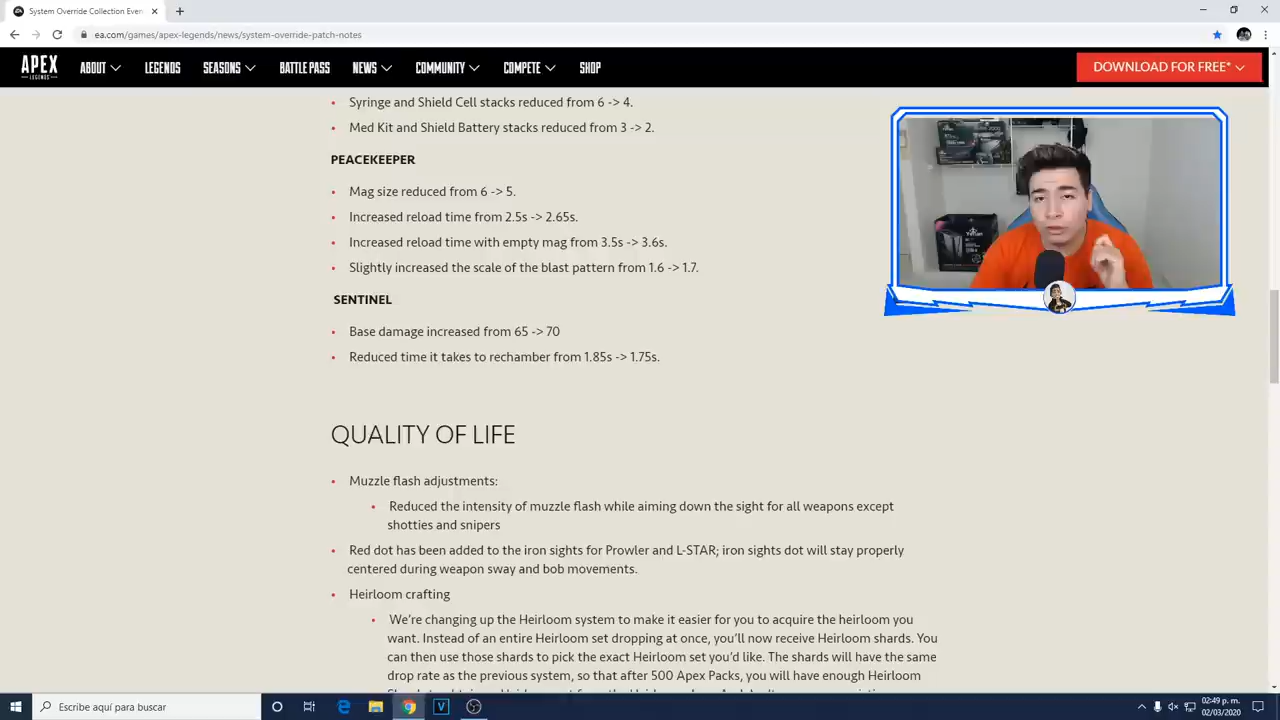 System Override Collection Even
ea.com/games/apex-legends/news/system-override-patch-notes
APEX
LEGENDS
ABOUT
LEGENDS
SEASONS
BATTLE PASS
NEWS
COMMUNITY
COMPETE
SHOP
DOWNLOAD FOR FREE*
Syringe and Shield Cell stacks reduced from 6 -> 4.
Med Kit and Shield Battery stacks reduced from 3 -> 2.
PEACEKEEPER
Mag size reduced from 6 -> 5.
Increased reload time from 2.5s -> 2.65s.
Increased reload time with empty mag from 3.5s -> 3.6s.
Slightly increased the scale of the blast pattern from 1.6 -> 1.7.
SENTINEL
Base damage increased from 65 -> 70
Reduced time it takes to rechamber from 1.85s -> 1.75s.
QUALITY OF LIFE
Muzzle flash adjustments:
Reduced the intensity of muzzle flash while aiming down the sight for all weapons except
shotties and snipers
Red dot has been added to the iron sights for Prowler and L-STAR; iron sights dot will stay properly
centered during weapon sway and bob movements.
Heirloom crafting
We're changing up the Heirloom system to make it easier for you to acquire the heirloom you
want. Instead of an entire Heirloom set dropping at once, you'll now receive Heirloom shards. You
can then use those shards to pick the exact Heirloom set you'd like. The shards will have the same
drop rate as the previous system, so that after 500 Apex Packs, you will have enough Heirloom
Escribe aquí para buscar
02:49 p. m.
02/03/2020